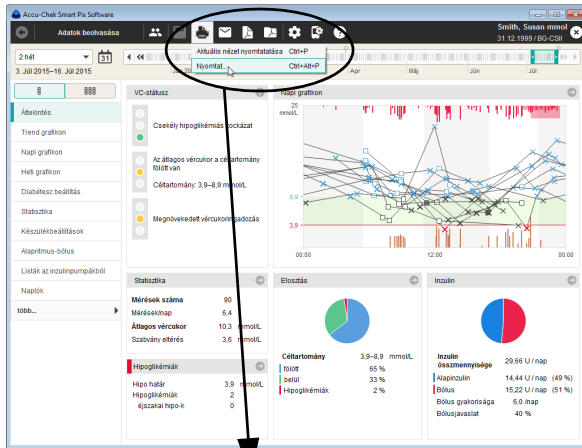 Accu-Chek Smart Pix Software
Adatok beolvasása
Smith, Susan mmol
31.12.1999 / BG-CSII
Aktuális nézet nyomtatása Ctrl+P
Nyomtat... Ctrl+Alt+P
2 hét
31
3. Júl 2015–16. Júl 2015
Apr
Máj
Jún
Júl
Áttekintés
Trend grafikon
Napi grafikon
Heti grafikon
Diabétesz beállítás
Statisztika
Készülékbeállítások
Alapritmus-bólus
Listák az inzulinpumpákból
Naplók
több...
VC-státusz
Csekély hipoglikémiás kockázat
Az átlagos vércukor a céltartomány fölött van
Céltartomány: 3,9–8,9 mmol/L
Megnövekedett vércukoringadozás
Napi grafikon
25
mmol/L
8,9
3,9
00:00 12:00 00:00
Statisztika
Mérések száma 90
Mérések/nap 6,4
Átlagos vércukor 10,3 mmol/L
Szabvány eltérés 3,6 mmol/L
Hipoglikémiák
Hipo határ 3,9 mmol/L
Hipoglikémiák 2
éjszakai hipo-k 0
Elosztás
Céltartomány 3,9–8,9 mmol/L
fölött 65 %
belül 33 %
Hipoglikémiák 2 %
Inzulin
Inzulin összmennyisége 29,66 U / nap
Alapinzulin 14,44 U / nap (49 %)
Bólus 15,22 U / nap (51 %)
Bólus gyakorisága 6,0 /nap
Bólusjavaslat 40 %